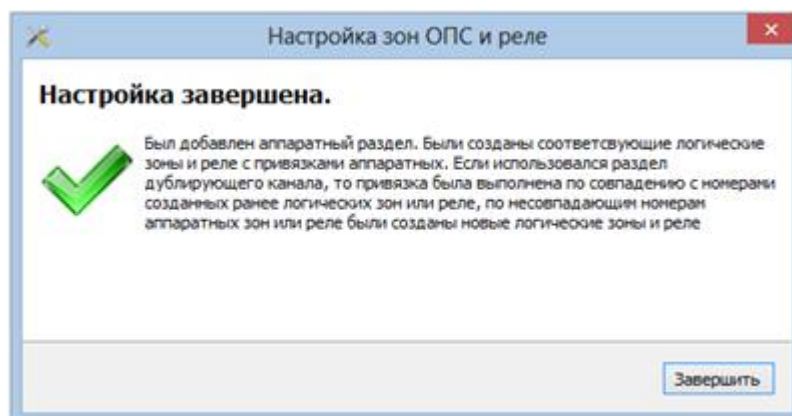 Настройка зон ОПС и реле
Настройка завершена.
Был добавлен аппаратный раздел. Были созданы соответсвующие логические
зоны и реле с привязками аппаратных. Если использовался раздел
дублирующего канала, то привязка была выполнена по совпадению с номерами
созданных ранее логических зон или реле, по несовпадающим номерам
аппаратных зон или реле были созданы новые логические зоны и реле
Завершить